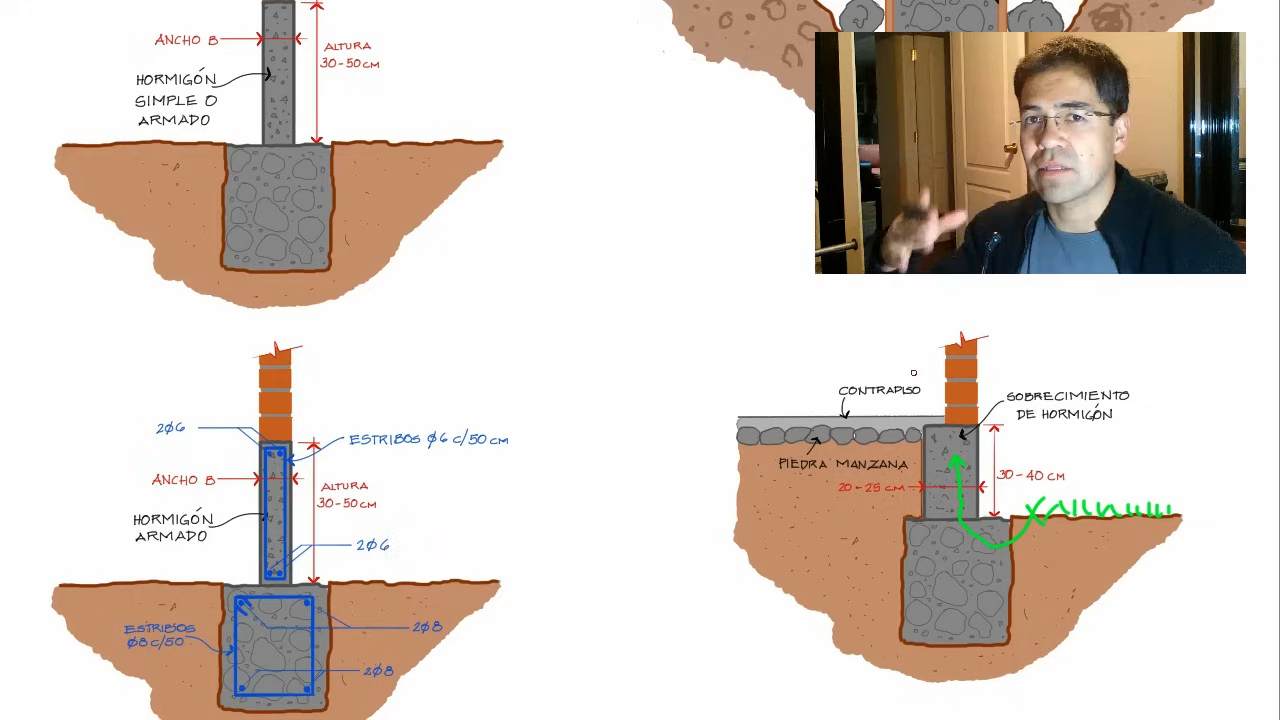 ANCHO B
ALTURA
30-50 CM
HORMIGÓN
SIMPLE O
ARMADO
2Ø6
ESTRIBOS Ø6 C/50 CM
ANCHO B
ALTURA
30-50 CM
HORMIGÓN
ARMADO
2Ø6
ESTRIBOS
Ø8 C/50
2Ø8
2Ø8
CONTRAPISO
SOBRECIMIENTO
DE HORMIGÓN
PIEDRA MANZANA
20-25 CM
30-40 CM